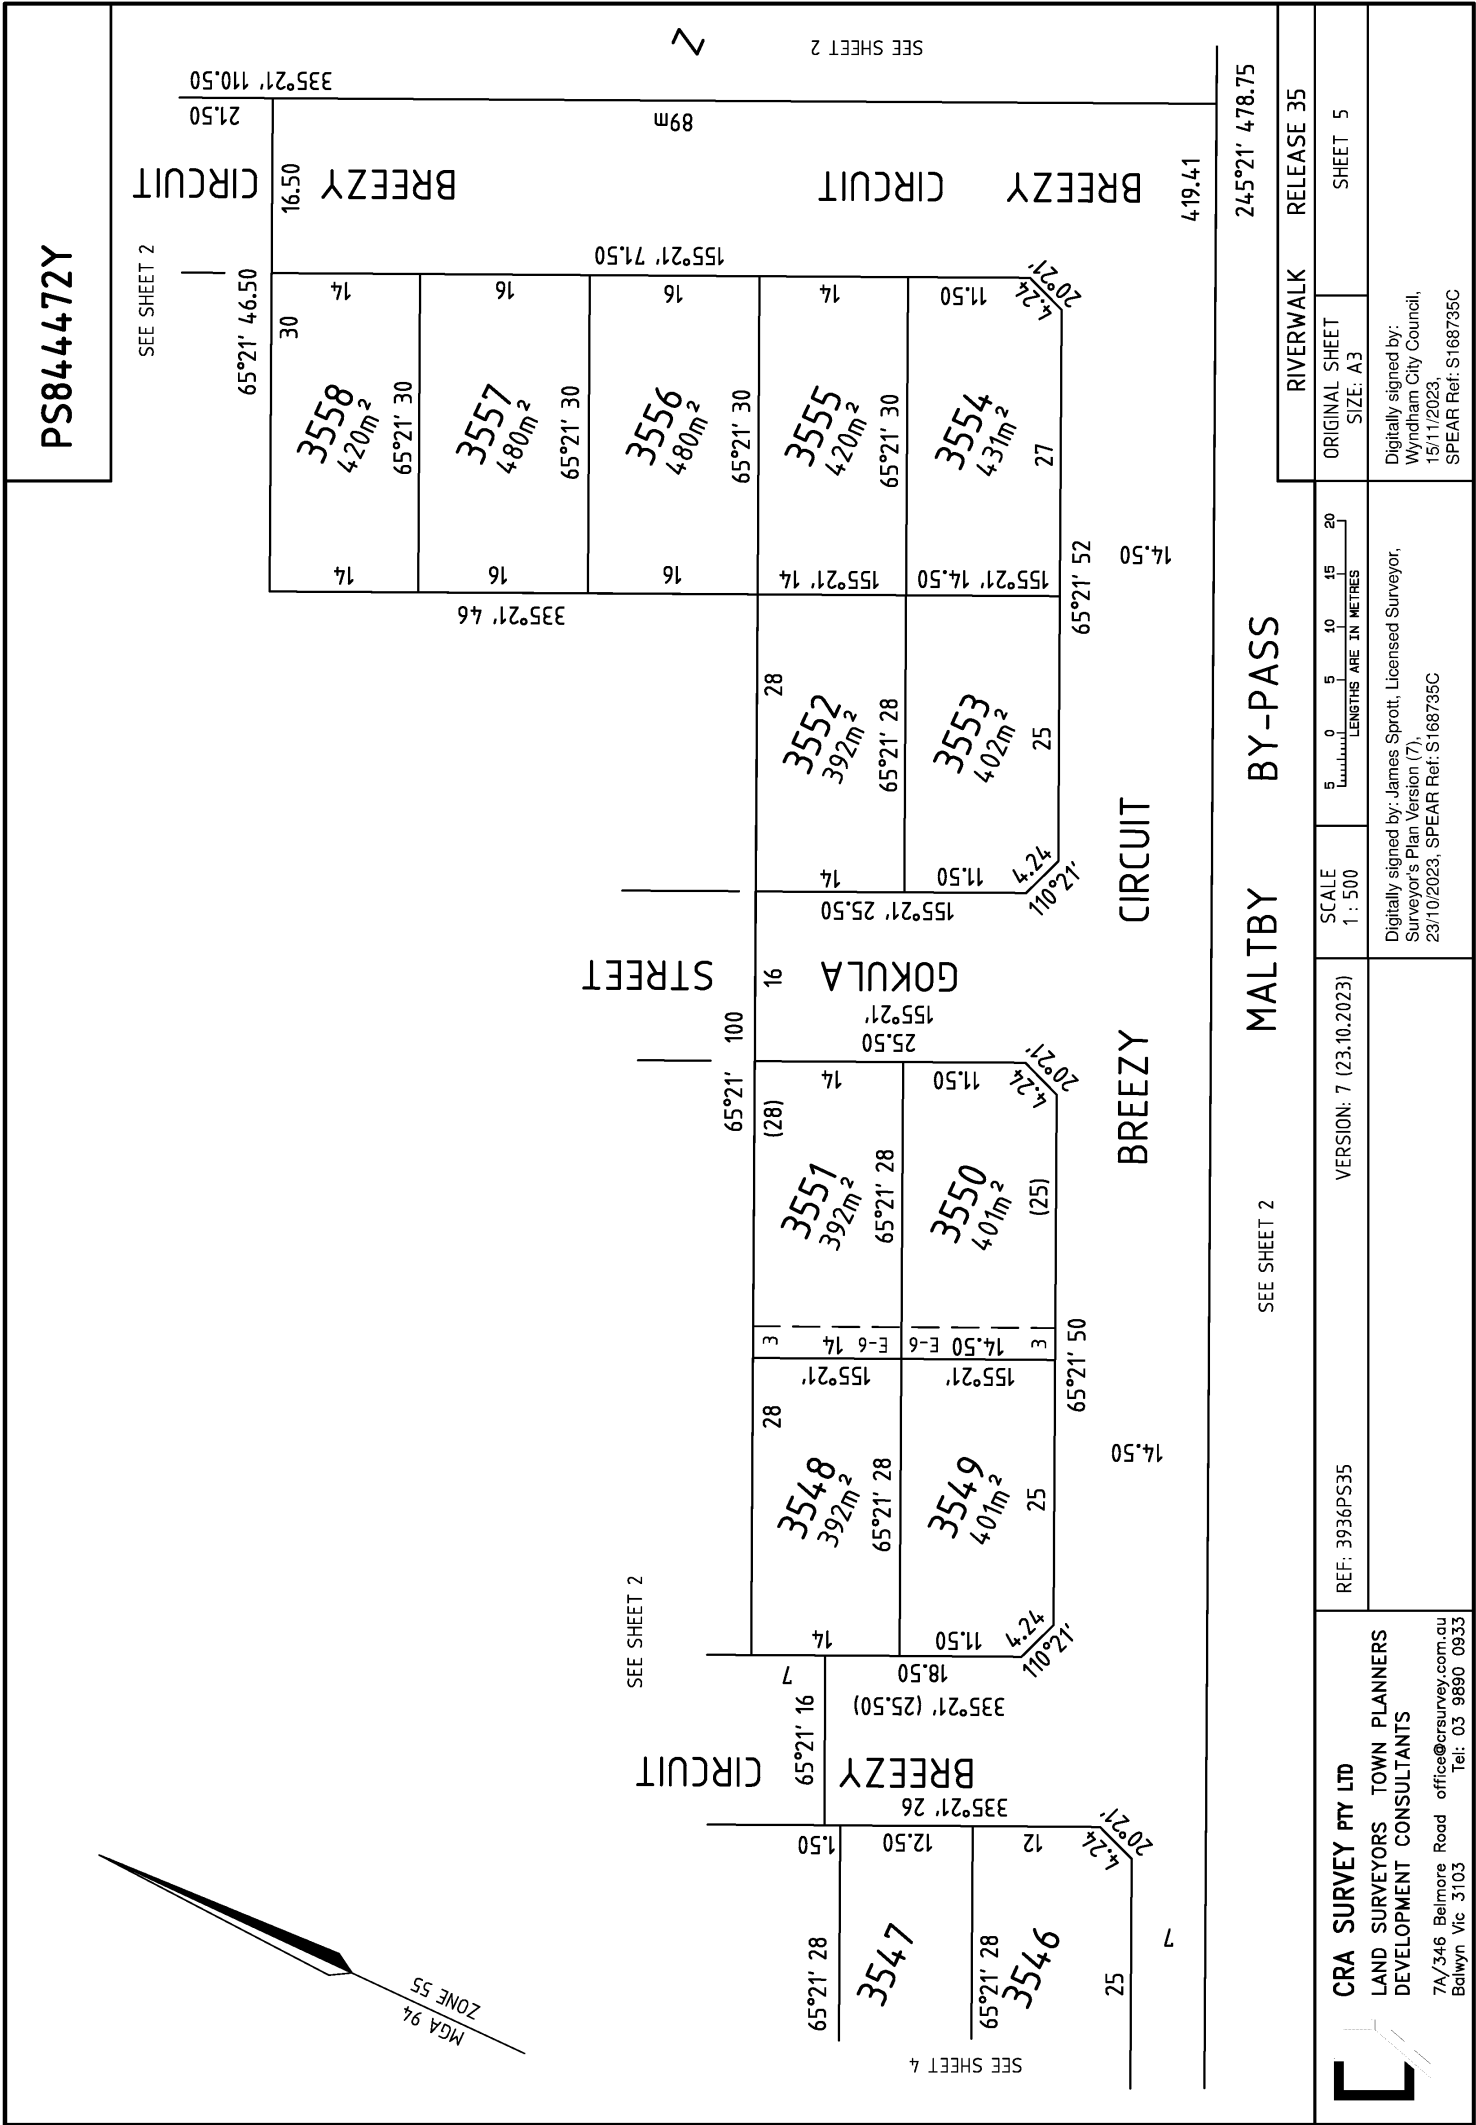 PS844472Y
SEE SHEET 2
335°21' 110.50
21.50
89m
Z
SEE SHEET 2
BREEZY CIRCUIT
16.50
BREEZY CIRCUIT
BREEZY
65°21' 46.50
155°21' 71.50
30
14
16
16
14
11.50
4.24
20°21'
3558
420m²
65°21' 30
3557
480m²
65°21' 30
3556
480m²
65°21' 30
3555
420m²
65°21' 30
3554
431m²
27
14
16
16
155°21' 14
155°21' 14.50
335°21' 46
65°21' 52
14.50
28
3552
392m²
65°21' 28
3553
402m²
25
14
11.50
4.24
110°21'
155°21' 25.50
GOKULA STREET
16
155°21'
25.50
65°21' 100
(28)
14
11.50
4.24
20°21'
3551
392m²
65°21' 28
3550
401m²
(25)
3
14 E-6
14.50 E-6
3
155°21'
155°21'
65°21' 50
14.50
28
3548
392m²
65°21' 28
3549
401m²
25
14
11.50
4.24
110°21'
7
18.50
335°21' (25.50)
SEE SHEET 2
65°21' 16
BREEZY CIRCUIT
335°21' 26
1.50
12.50
12
4.24
20°21'
65°21' 28
3547
65°21' 28
3546
25
7
SEE SHEET 4
BREEZY CIRCUIT
419.41
245°21' 478.75
MALTBY BY-PASS
SEE SHEET 2
MGA 94
ZONE 55
RIVERWALK RELEASE 35
CRA SURVEY PTY LTD
LAND SURVEYORS TOWN PLANNERS
DEVELOPMENT CONSULTANTS
7A/346 Belmore Road office@crsurvey.com.au
Balwyn Vic 3103 Tel: 03 9890 0933
REF: 3936PS35
VERSION: 7 (23.10.2023)
SCALE
1 : 500
5 0 5 10 15 20
LENGTHS ARE IN METRES
ORIGINAL SHEET
SIZE: A3
SHEET 5
Digitally signed by: James Sprott, Licensed Surveyor,
Surveyor's Plan Version (7),
23/10/2023, SPEAR Ref: S168735C
Digitally signed by:
Wyndham City Council,
15/11/2023,
SPEAR Ref: S168735C